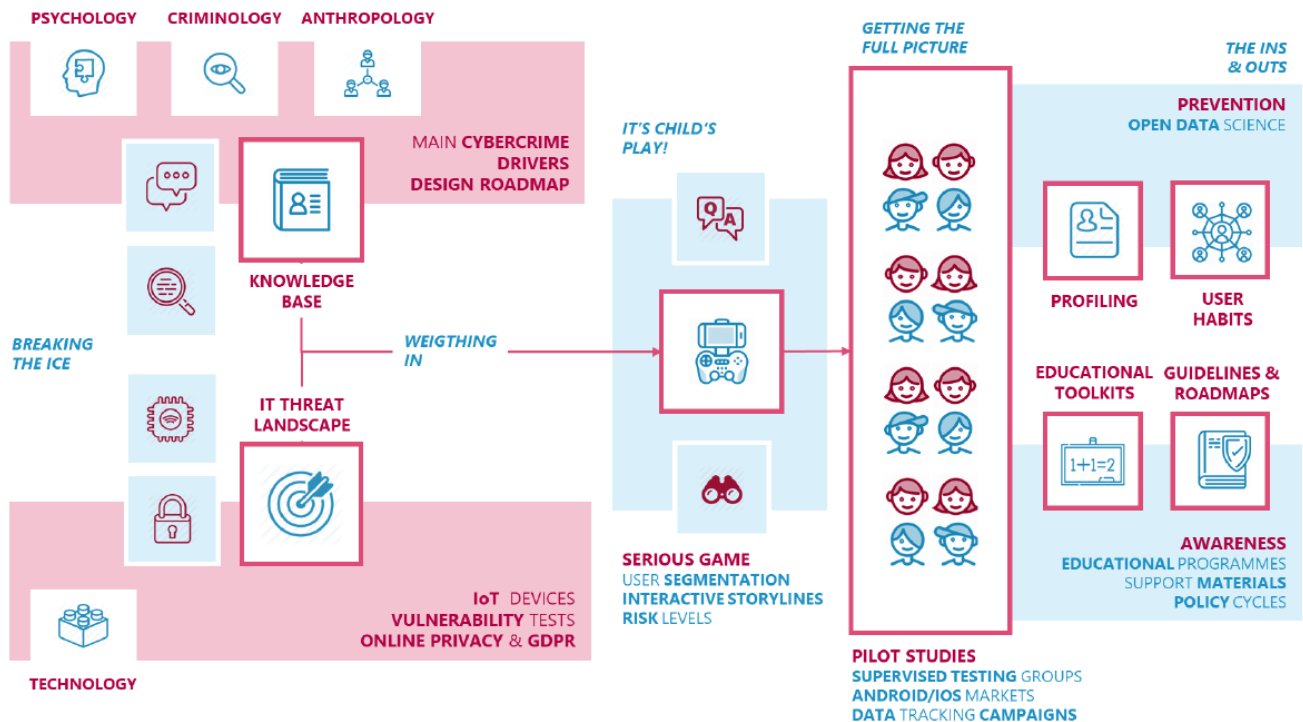 PSYCHOLOGY
CRIMINOLOGY
ANTHROPOLOGY
MAIN CYBERCRIME
DRIVERS
DESIGN ROADMAP
KNOWLEDGE
BASE
BREAKING
THE ICE
WEIGTHING
IN
IT THREAT
LANDSCAPE
IoT DEVICES
VULNERABILITY TESTS
ONLINE PRIVACY & GDPR
TECHNOLOGY
IT'S CHILD'S
PLAY!
Q
A
SERIOUS GAME
USER SEGMENTATION
INTERACTIVE STORYLINES
RISK LEVELS
GETTING THE
FULL PICTURE
PILOT STUDIES
SUPERVISED TESTING GROUPS
ANDROID/IOS MARKETS
DATA TRACKING CAMPAIGNS
THE INS
& OUTS
PREVENTION
OPEN DATA SCIENCE
PROFILING
USER
HABITS
EDUCATIONAL
TOOLKITS
GUIDELINES &
ROADMAPS
1+1=2
AWARENESS
EDUCATIONAL PROGRAMMES
SUPPORT MATERIALS
POLICY CYCLES